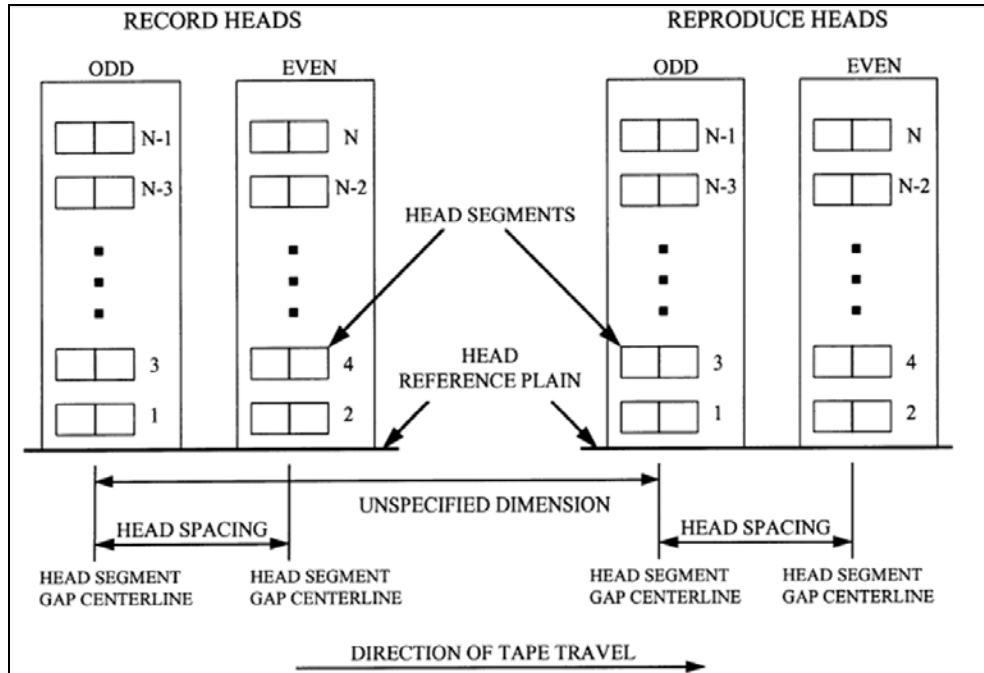 RECORD HEADS
REPRODUCE HEADS
ODD
EVEN
ODD
EVEN
N-1
N
N-1
N
N-3
N-2
N-3
N-2
HEAD SEGMENTS
3
4
HEAD
REFERENCE PLAIN
3
4
1
2
1
2
UNSPECIFIED DIMENSION
HEAD SPACING
HEAD SPACING
HEAD SEGMENT
GAP CENTERLINE
HEAD SEGMENT
GAP CENTERLINE
HEAD SEGMENT
GAP CENTERLINE
HEAD SEGMENT
GAP CENTERLINE
DIRECTION OF TAPE TRAVEL